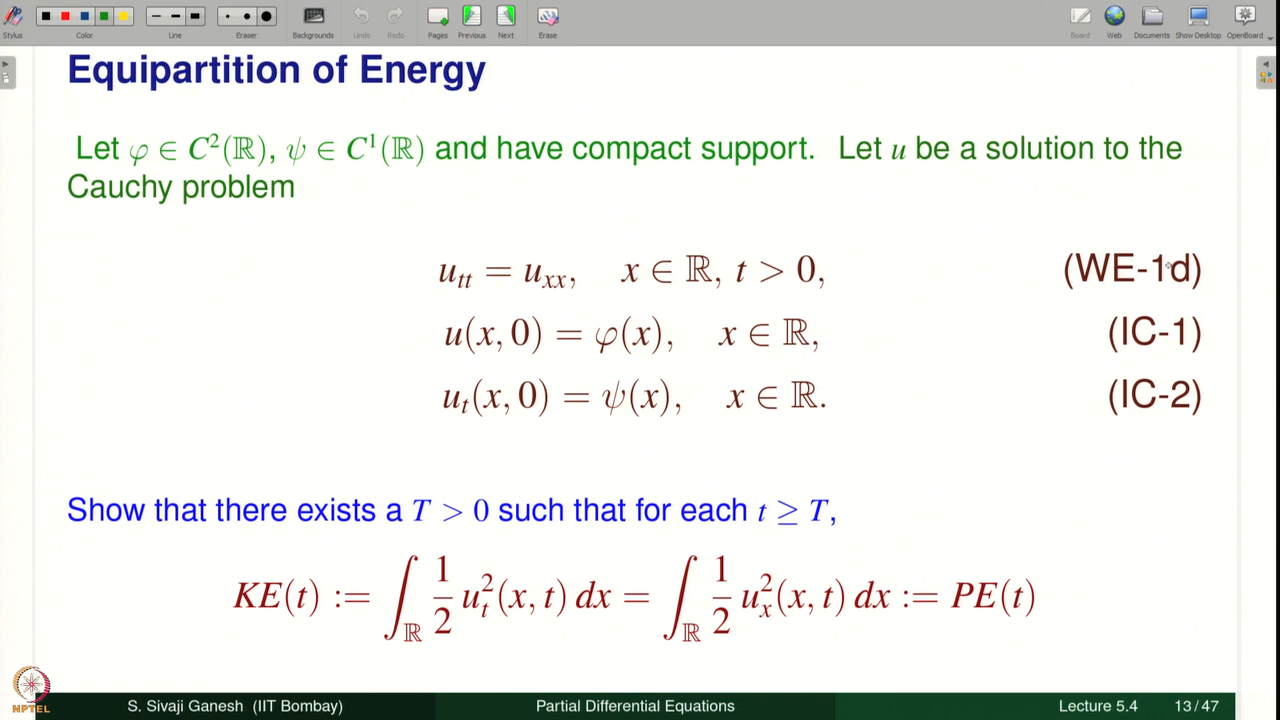 Stylus
Color
Line
Eraser
Backgrounds
Undo
Redo
Pages
Previous
Next
Erase
Board
Web
Documents
Show Desktop
OpenBoard
Equipartition of Energy
Let φ ∈ C²(ℝ), ψ ∈ C¹(ℝ) and have compact support. Let u be a solution to the
Cauchy problem
u_tt = u_xx, x ∈ ℝ, t > 0, (WE-1d)
u(x, 0) = φ(x), x ∈ ℝ, (IC-1)
u_t(x, 0) = ψ(x), x ∈ ℝ. (IC-2)
Show that there exists a T > 0 such that for each t ≥ T,
KE(t) := ∫_ℝ 1/2 u_t²(x, t) dx = ∫_ℝ 1/2 u_x²(x, t) dx := PE(t)
NPTEL
S. Sivaji Ganesh (IIT Bombay)
Partial Differential Equations
Lecture 5.4
13 / 47